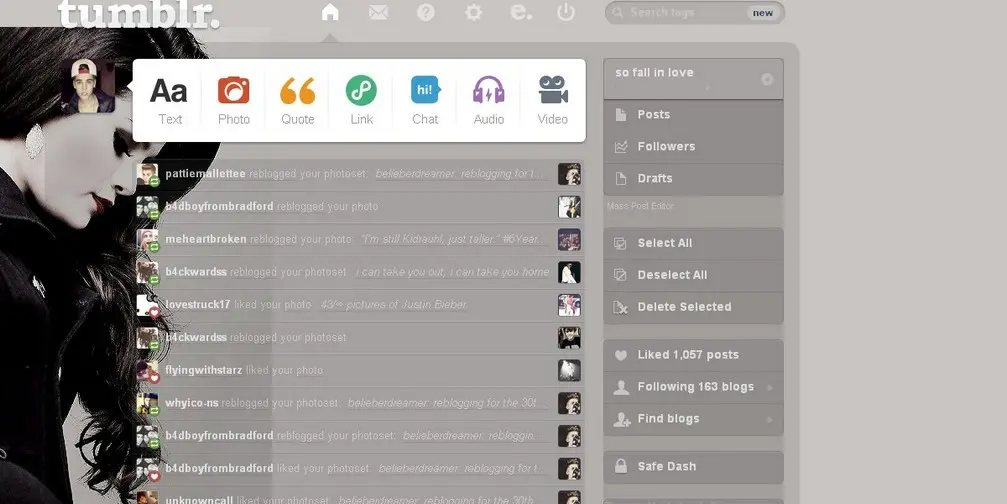 tumblr.
Search tags
new
Aa
Text
Photo
Quote
Link
hi!
Chat
Audio
Video
so fall in love
Posts
Followers
Drafts
Mass Post Editor
Select All
Deselect All
Delete Selected
Liked 1,057 posts
Following 163 blogs
Find blogs
Safe Dash
pattiemallettee reblogged your photoset: belieberdreamer: reblogging for t...
b4dboyfrombradford reblogged your photo
meheartbroken reblogged your photo: "I'm still Kidrauhl, just taller." #6Year...
b4ckwardss reblogged your photoset: i can take you out, i can take you home
lovestruck17 liked your photo: 43/∞ pictures of Justin Bieber.
b4ckwardss reblogged your photoset
flyingwithstarz liked your photo
whyico-ns reblogged your photoset: belieberdreamer: reblogging for the 30t...
b4dboyfrombradford reblogged your photoset: belieberdreamer: rebloggin...
b4dboyfrombradford liked your photoset: belieberdreamer: reblogging for t...
unknowncall reblogged your photoset: belieberdreamer: reblogging for the 30th